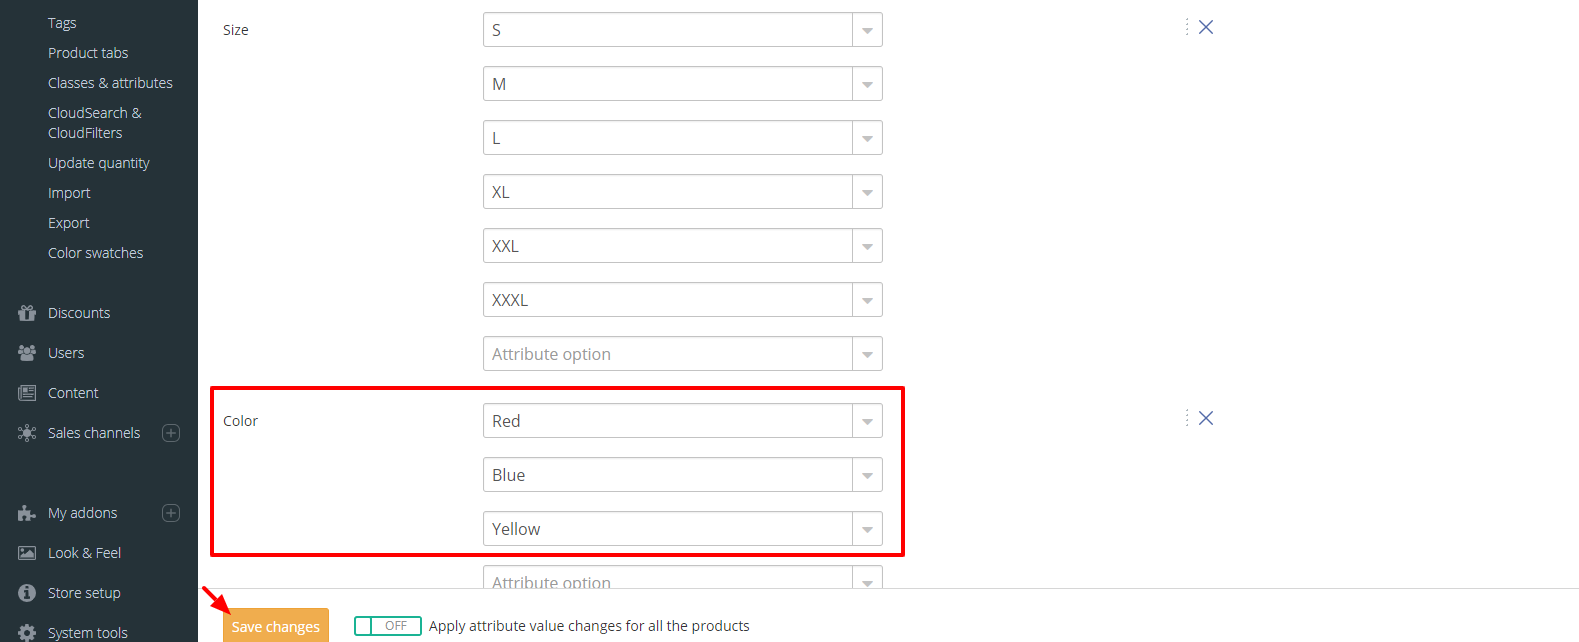 Tags
Product tabs
Classes & attributes
CloudSearch &
CloudFilters
Update quantity
Import
Export
Color swatches
Discounts
Users
Content
Sales channels
My addons
Look & Feel
Store setup
System tools
Size
S
M
L
XL
XXL
XXXL
Attribute option
Color
Red
Blue
Yellow
Attribute option
Save changes
OFF
Apply attribute value changes for all the products